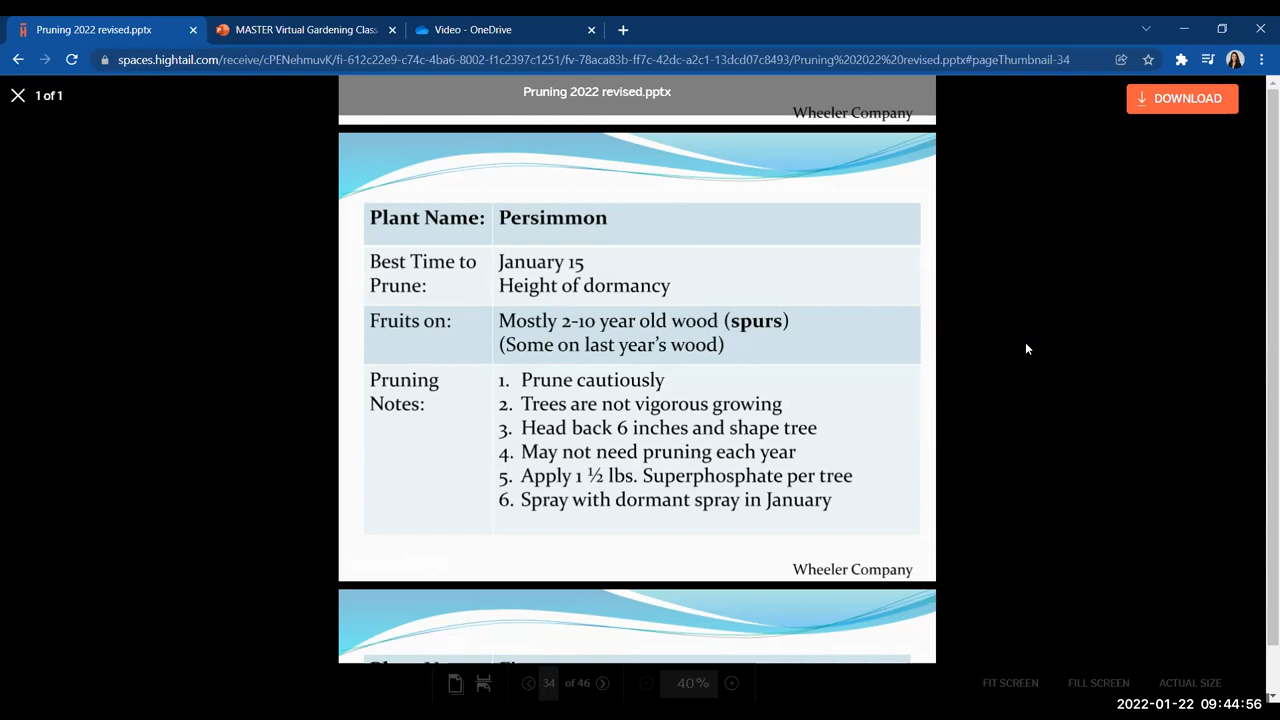 Pruning 2022 revised.pptx
MASTER Virtual Gardening Class
Video - OneDrive
spaces.hightail.com/receive/cPENehmuvK/fi-612c22e9-c74c-4ba6-8002-f1c2397c1251/fv-78aca83b-ff7c-42dc-a2c1-13dcd07c8493/Pruning%202022%20revised.pptx#pageThumbnail-34
1 of 1
Pruning 2022 revised.pptx
DOWNLOAD
Wheeler Company
Plant Name: Persimmon
Best Time to Prune: January 15
Height of dormancy
Fruits on: Mostly 2-10 year old wood (spurs)
(Some on last year's wood)
Pruning Notes: 1. Prune cautiously
2. Trees are not vigorous growing
3. Head back 6 inches and shape tree
4. May not need pruning each year
5. Apply 1 ½ lbs. Superphosphate per tree
6. Spray with dormant spray in January
Wheeler Company
34 of 46
40 %
FIT SCREEN
FILL SCREEN
ACTUAL SIZE
2022-01-22 09:44:56